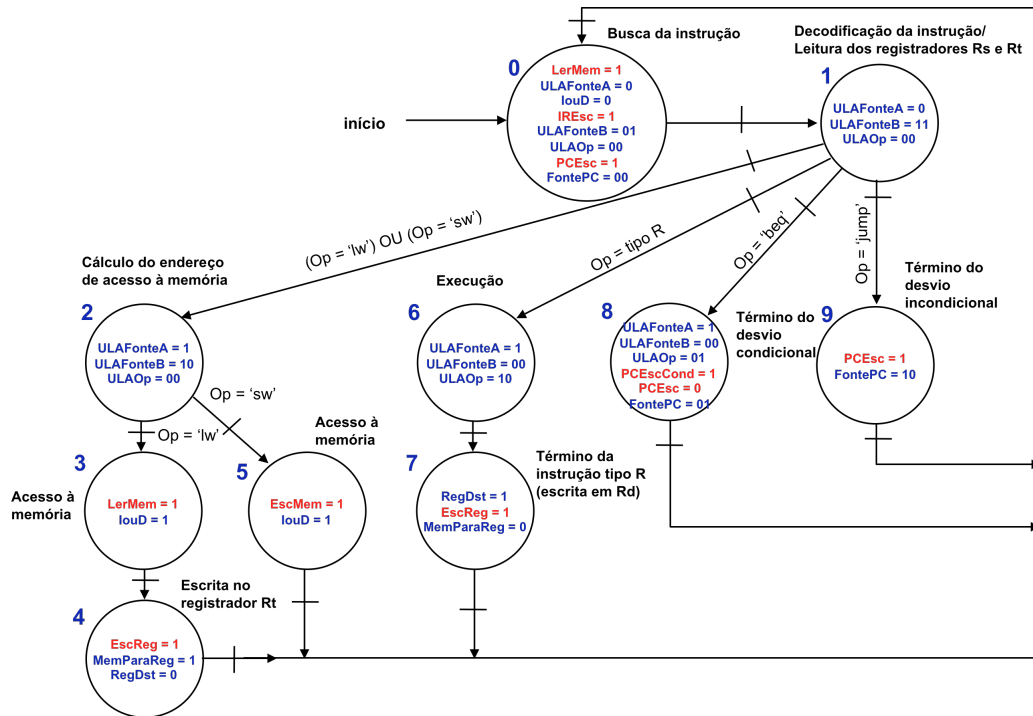 Busca da instrução
Decodificação da instrução/
Leitura dos registradores Rs e Rt
0
LerMem = 1
ULAFonteA = 0
IouD = 0
IREsc = 1
ULAFonteB = 01
ULAOp = 00
PCEsc = 1
FontePC = 00
início
1
ULAFonteA = 0
ULAFonteB = 11
ULAOp = 00
(Op = ‘lw’) OU (Op = ‘sw’)
Op = tipo R
Op = ‘beq’
Op = ‘jump’
Cálculo do endereço
de acesso à memória
2
ULAFonteA = 1
ULAFonteB = 10
ULAOp = 00
Execução
6
ULAFonteA = 1
ULAFonteB = 00
ULAOp = 10
8
Término do
desvio
condicional
ULAFonteA = 1
ULAFonteB = 00
ULAOp = 01
PCEscCond = 1
PCEsc = 0
FontePC = 01
Término do
desvio
incondicional
9
PCEsc = 1
FontePC = 10
Op = ‘sw’
Op = ‘lw’
3
Acesso à
memória
LerMem = 1
IouD = 1
Acesso à
memória
5
EscMem = 1
IouD = 1
7
Término da
instrução tipo R
(escrita em Rd)
RegDst = 1
EscReg = 1
MemParaReg = 0
4
Escrita no
registrador Rt
EscReg = 1
MemParaReg = 1
RegDst = 0